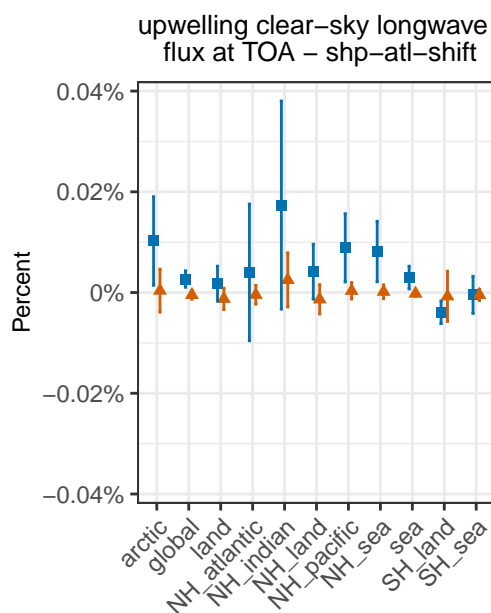 upwelling clear−sky longwave
flux at TOA − shp−atl−shift
0.04%
0.02%
0%
−0.02%
−0.04%
Percent
arctic
global
land
NH_atlantic
NH_indian
NH_land
NH_pacific
NH_sea
sea
SH_land
SH_sea